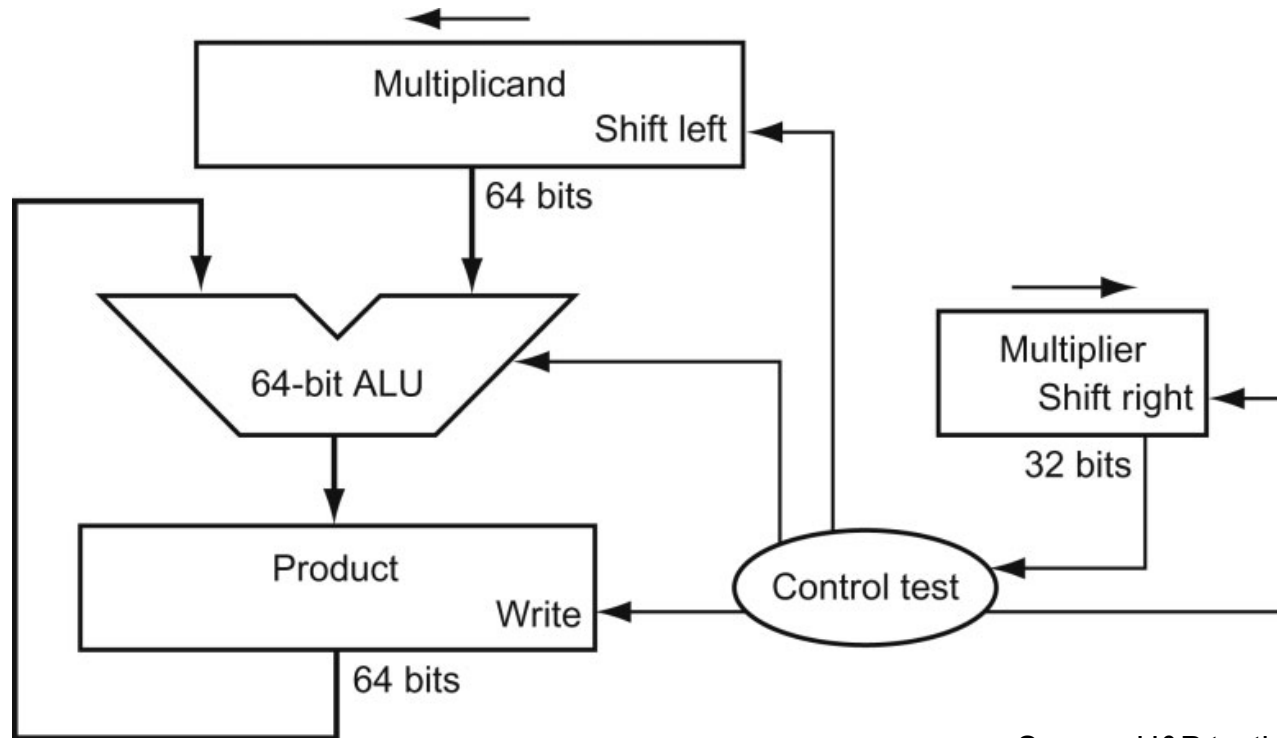 Multiplicand
Shift left
64 bits
64-bit ALU
Multiplier
Shift right
32 bits
Product
Write
Control test
64 bits